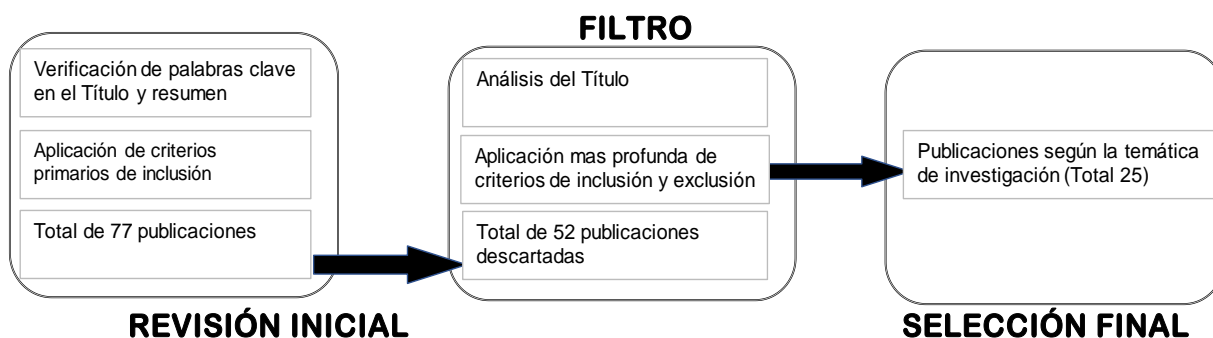 Verificación de palabras clave
en el Título y resumen
Aplicación de criterios
primarios de inclusión
Total de 77 publicaciones
REVISIÓN INICIAL
FILTRO
Análisis del Título
Aplicación mas profunda de
criterios de inclusión y exclusión
Total de 52 publicaciones
descartadas
Publicaciones según la temática
de investigación (Total 25)
SELECCIÓN FINAL